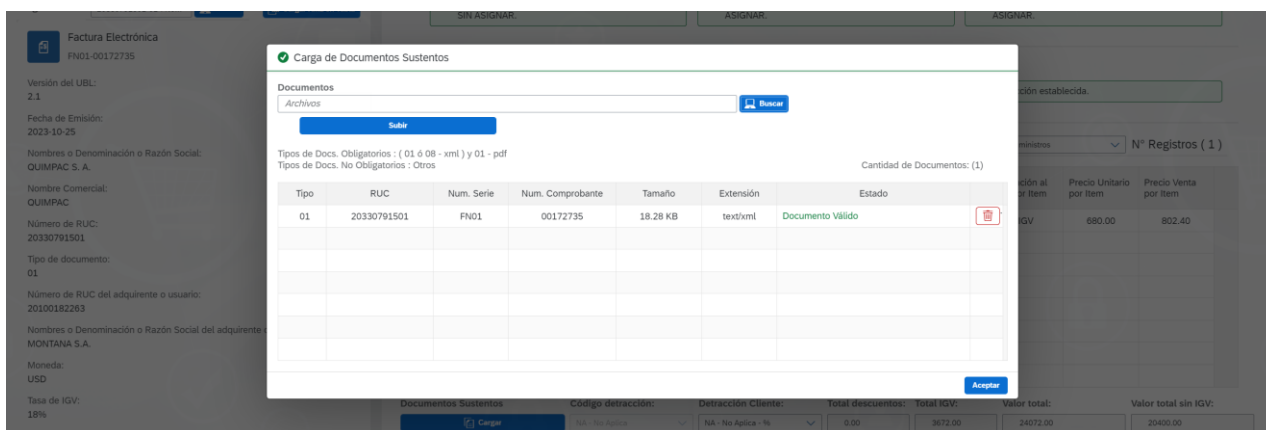 SIN ASIGNAR.
ASIGNAR.
ASIGNAR.
Factura Electrónica
FN01-00172735
Versión del UBL:
2.1
Fecha de Emisión:
2023-10-25
Nombres o Denominación o Razón Social:
QUIMPAC S. A.
Nombre Comercial:
QUIMPAC
Número de RUC:
20330791501
Tipo de documento:
01
Número de RUC del adquirente o usuario:
20100182263
Nombres o Denominación o Razón Social del adquirente
MONTANA S.A.
Moneda:
USD
Tasa de IGV:
18%
Carga de Documentos Sustentos
Documentos
Archivos
Buscar
Subir
Tipos de Docs. Obligatorios : ( 01 ó 08 - xml ) y 01 - pdf
Tipos de Docs. No Obligatorios : Otros
Cantidad de Documentos: (1)
Tipo RUC Num. Serie Num. Comprobante Tamaño Extensión Estado
01 20330791501 FN01 00172735 18.28 KB text/xml Documento Válido
Aceptar
ción establecida.
ministros
N° Registros ( 1 )
ción al
or Item
Precio Unitario
por Item
Precio Venta
por Item
IGV 680.00 802.40
Documentos Sustentos Código detracción: Detracción Cliente: Total descuentos: Total IGV: Valor total: Valor total sin IGV:
Cargar NA - No Aplica NA - No Aplica - % 0.00 3672.00 24072.00 20400.00